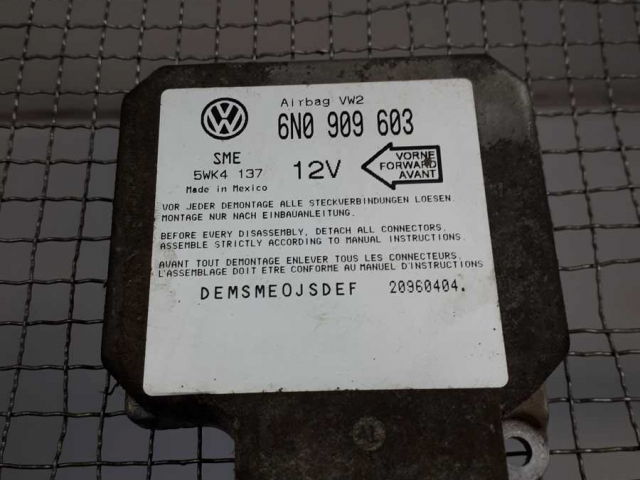 Airbag VW2
6N0 909 603
SME
5WK4 137
Made in Mexico
12V
VORNE
FORWARD
AVANT
VOR JEDER DEMONTAGE ALLE STECKVERBINDUNGEN LOESEN.
MONTAGE NUR NACH EINBAUANLEITUNG.
BEFORE EVERY DISASSEMBLY, DETACH ALL CONNECTORS.
ASSEMBLE STRICTLY ACCORDING TO MANUAL INSTRUCTIONS.
AVANT TOUT DEMONTAGE ENLEVER TOUS LES CONNECTEURS.
L'ASSEMBLAGE DOIT ETRE CONFORME AU MANUEL D'INSTRUCTIONS
DEMSMEOJSDEF 20960404.